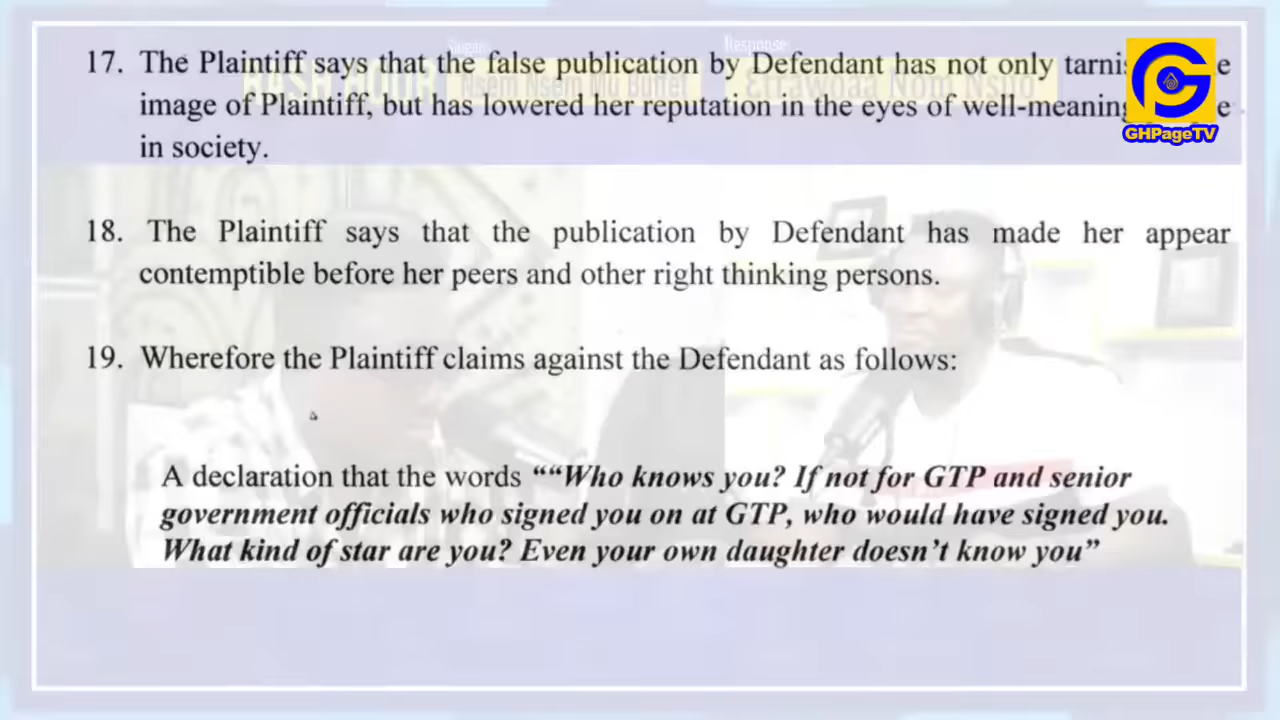 Response:
17. The Plaintiff says that the false publication by Defendant has not only
image of Plaintiff, but has lowered her reputation in the eyes of well-meaning
in society.
GHPageTV
18. The Plaintiff says that the publication by Defendant has made her appear
contemptible before her peers and other right thinking persons.
19. Wherefore the Plaintiff claims against the Defendant as follows:
A declaration that the words ““Who knows you? If not for GTP and senior
government officials who signed you on at GTP, who would have signed you.
What kind of star are you? Even your own daughter doesn’t know you”